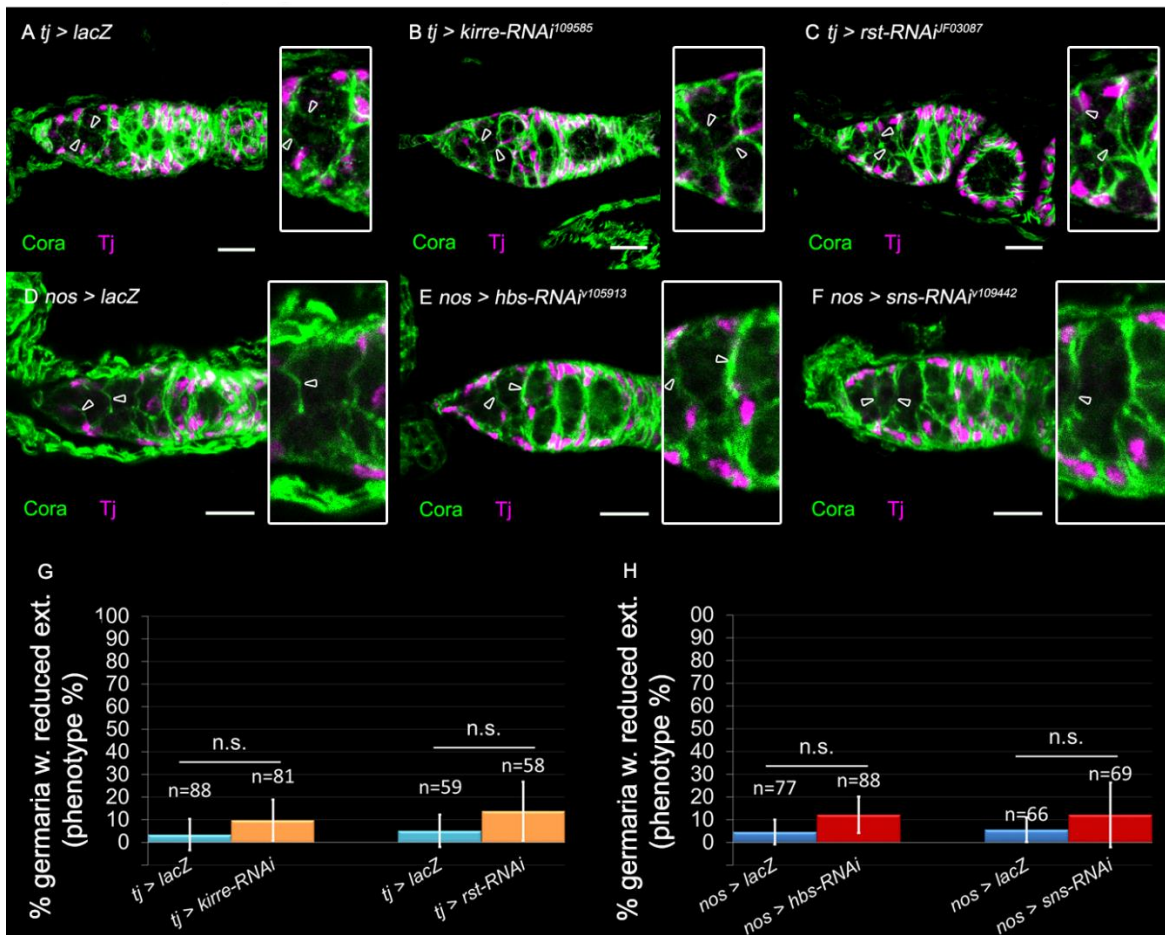 A tj > lacZ
B tj > kirre-RNAi109585
C tj > rst-RNAiJF03087
Cora Tj
Cora Tj
Cora Tj
D nos > lacZ
E nos > hbs-RNAiv105913
F nos > sns-RNAiv109442
Cora Tj
Cora Tj
Cora Tj
G
% germaria w. reduced ext.
(phenotype %)
100
90
80
70
60
50
40
30
20
10
0
n.s.
n.s.
n=88
n=81
n=59
n=58
tj > lacZ
tj > kirre-RNAi
tj > lacZ
tj > rst-RNAi
H
% germaria w. reduced ext.
(phenotype %)
00
90
80
70
60
50
40
30
20
10
0
n.s.
n.s.
n=77
n=88
n=66
n=69
nos > lacZ
nos > hbs-RNAi
nos > lacZ
nos > sns-RNAi